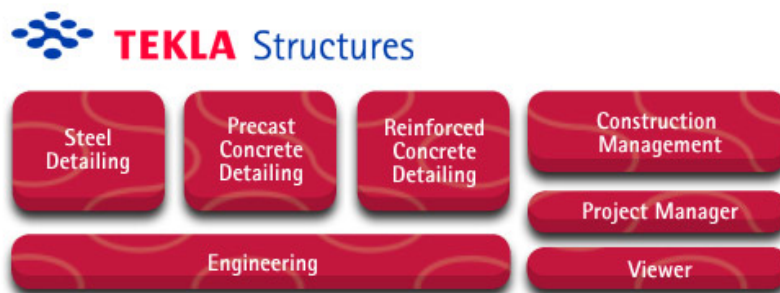 TEKLA Structures
Steel
Detailing
Precast
Concrete
Detailing
Reinforced
Concrete
Detailing
Construction
Management
Project Manager
Engineering
Viewer